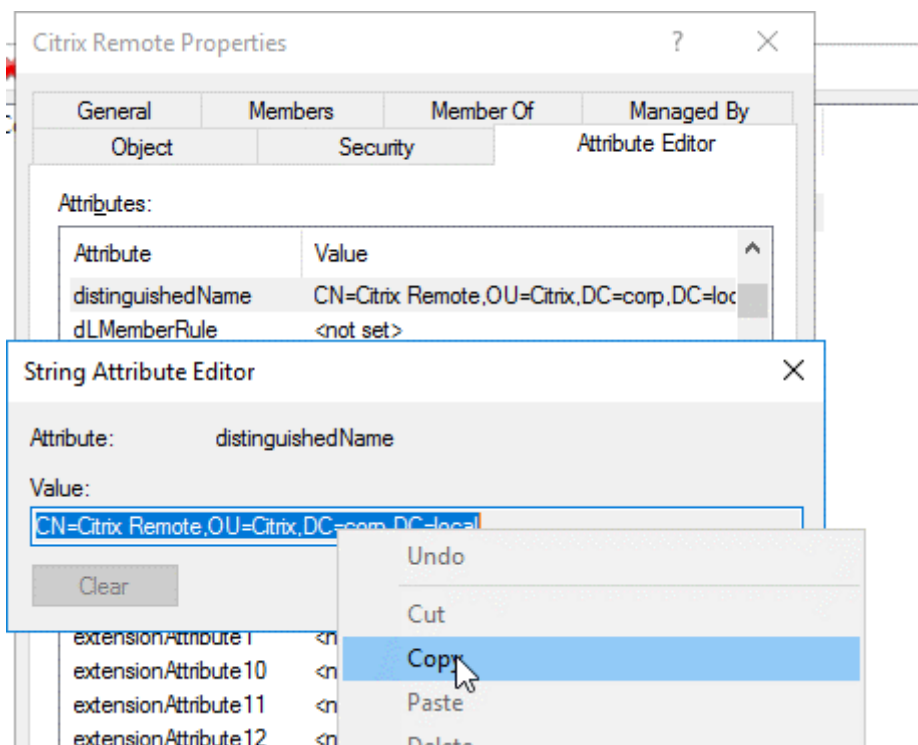 Citrix Remote Properties ?
General Members Member Of Managed By
Object Security Attribute Editor
Attributes:
Attribute Value
distinguishedName CN=Citrix Remote,OU=Citrix,DC=corp,DC=loc
dLMemberRule <not set>
String Attribute Editor
Attribute: distinguishedName
Value:
CN=Citrix Remote,OU=Citrix,DC=corp,DC=local
Undo
Clear
Cut
extensionAttribute1 <n
Copy
extensionAttribute10 <n
extensionAttribute11 <n
Paste
extensionAttribute12 <n
Delete